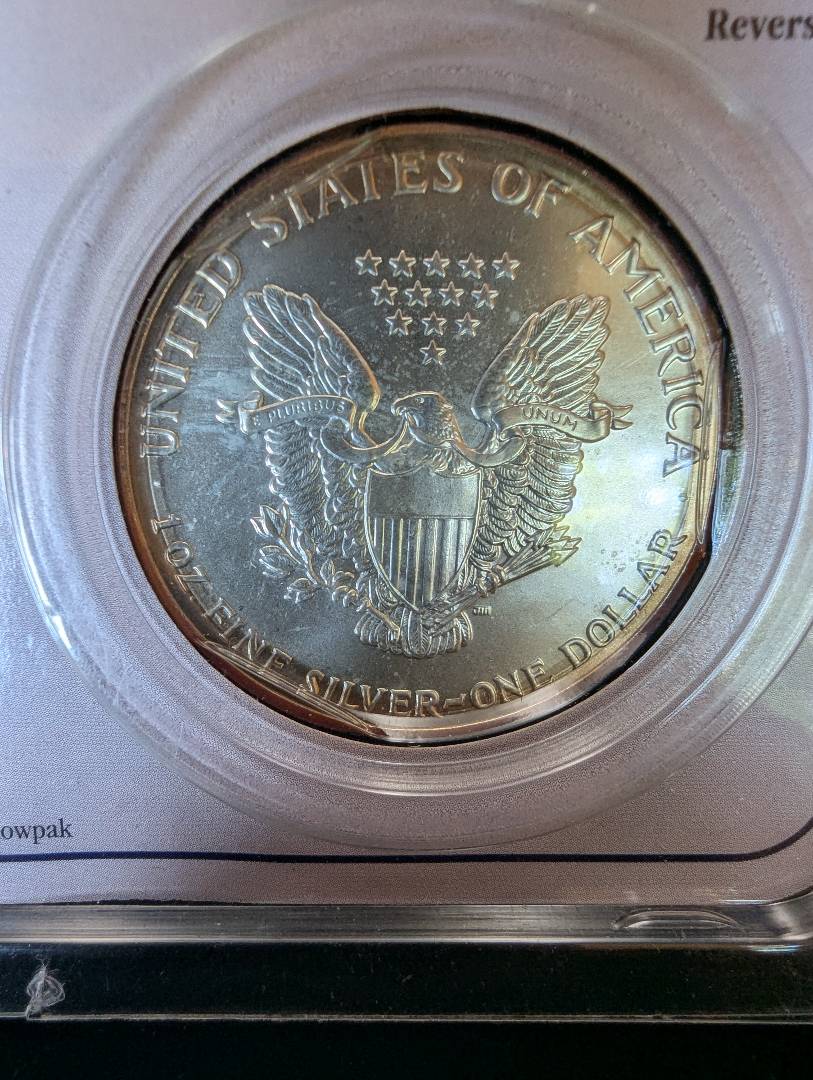 Revers
UNITED STATES OF AMERICA
E PLURIBUS UNUM
1 OZ. FINE SILVER~ONE DOLLAR
owpak